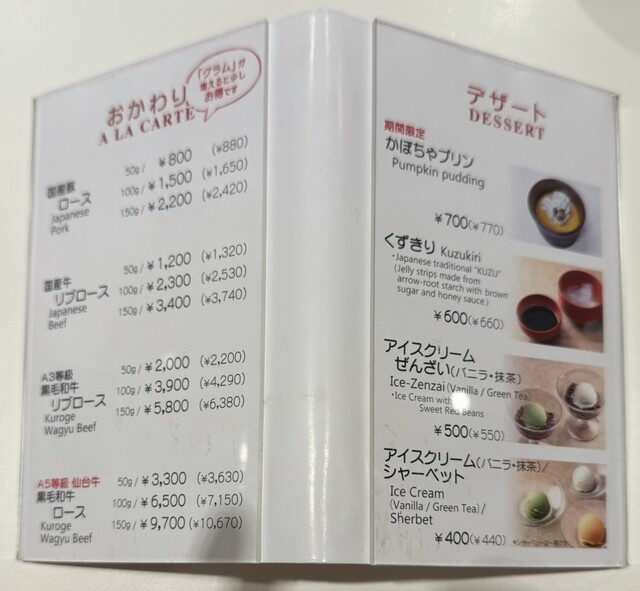 おかわり
A LA CARTE
「グラム」が
増えると少し
お得です
国産豚
ロース
Japanese
Pork
50g / ¥800 (¥880)
100g / ¥1,500 (¥1,650)
150g / ¥2,200 (¥2,420)
国産牛
リブロース
Japanese
Beef
50g / ¥1,200 (¥1,320)
100g / ¥2,300 (¥2,530)
150g / ¥3,400 (¥3,740)
A3等級
黒毛和牛
リブロース
Kuroge
Wagyu Beef
50g / ¥2,000 (¥2,200)
100g / ¥3,900 (¥4,290)
150g / ¥5,800 (¥6,380)
A5等級 仙台牛
黒毛和牛
ロース
Kuroge
Wagyu Beef
50g / ¥3,300 (¥3,630)
100g / ¥6,500 (¥7,150)
150g / ¥9,700 (¥10,670)
デザート
DESSERT
期間限定
かぼちゃプリン
Pumpkin pudding
¥700(¥770)
くずきり Kuzukiri
・Japanese traditional "KUZU"
(Jelly strips made from
arrow-root starch with brown
sugar and honey sauce.)
¥600(¥660)
アイスクリーム
ぜんざい(バニラ・抹茶)
Ice-Zenzai(Vanilla / Green Tea)
・Ice Cream with
Sweet Red Beans
¥500(¥550)
アイスクリーム(バニラ・抹茶)/
シャーベット
Ice Cream
(Vanilla / Green Tea) /
Sherbet
¥400(¥440)